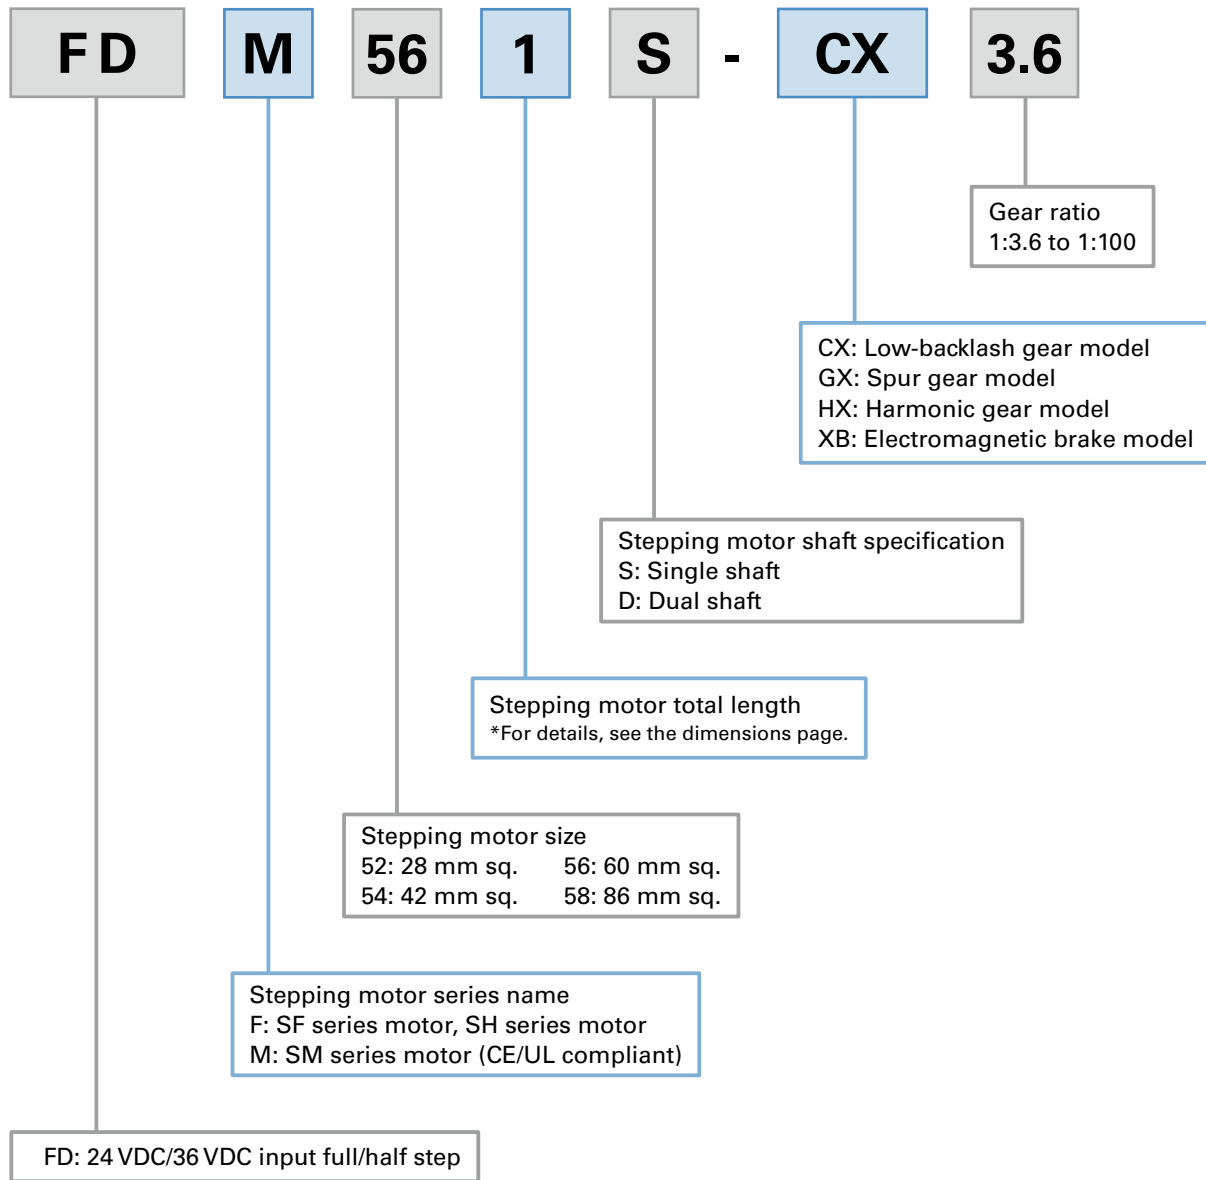 FD M 56 1 S - CX 3.6
Gear ratio
1:3.6 to 1:100
CX: Low-backlash gear model
GX: Spur gear model
HX: Harmonic gear model
XB: Electromagnetic brake model
Stepping motor shaft specification
S: Single shaft
D: Dual shaft
Stepping motor total length
*For details, see the dimensions page.
Stepping motor size
52: 28 mm sq. 56: 60 mm sq.
54: 42 mm sq. 58: 86 mm sq.
Stepping motor series name
F: SF series motor, SH series motor
M: SM series motor (CE/UL compliant)
FD: 24 VDC/36 VDC input full/half step